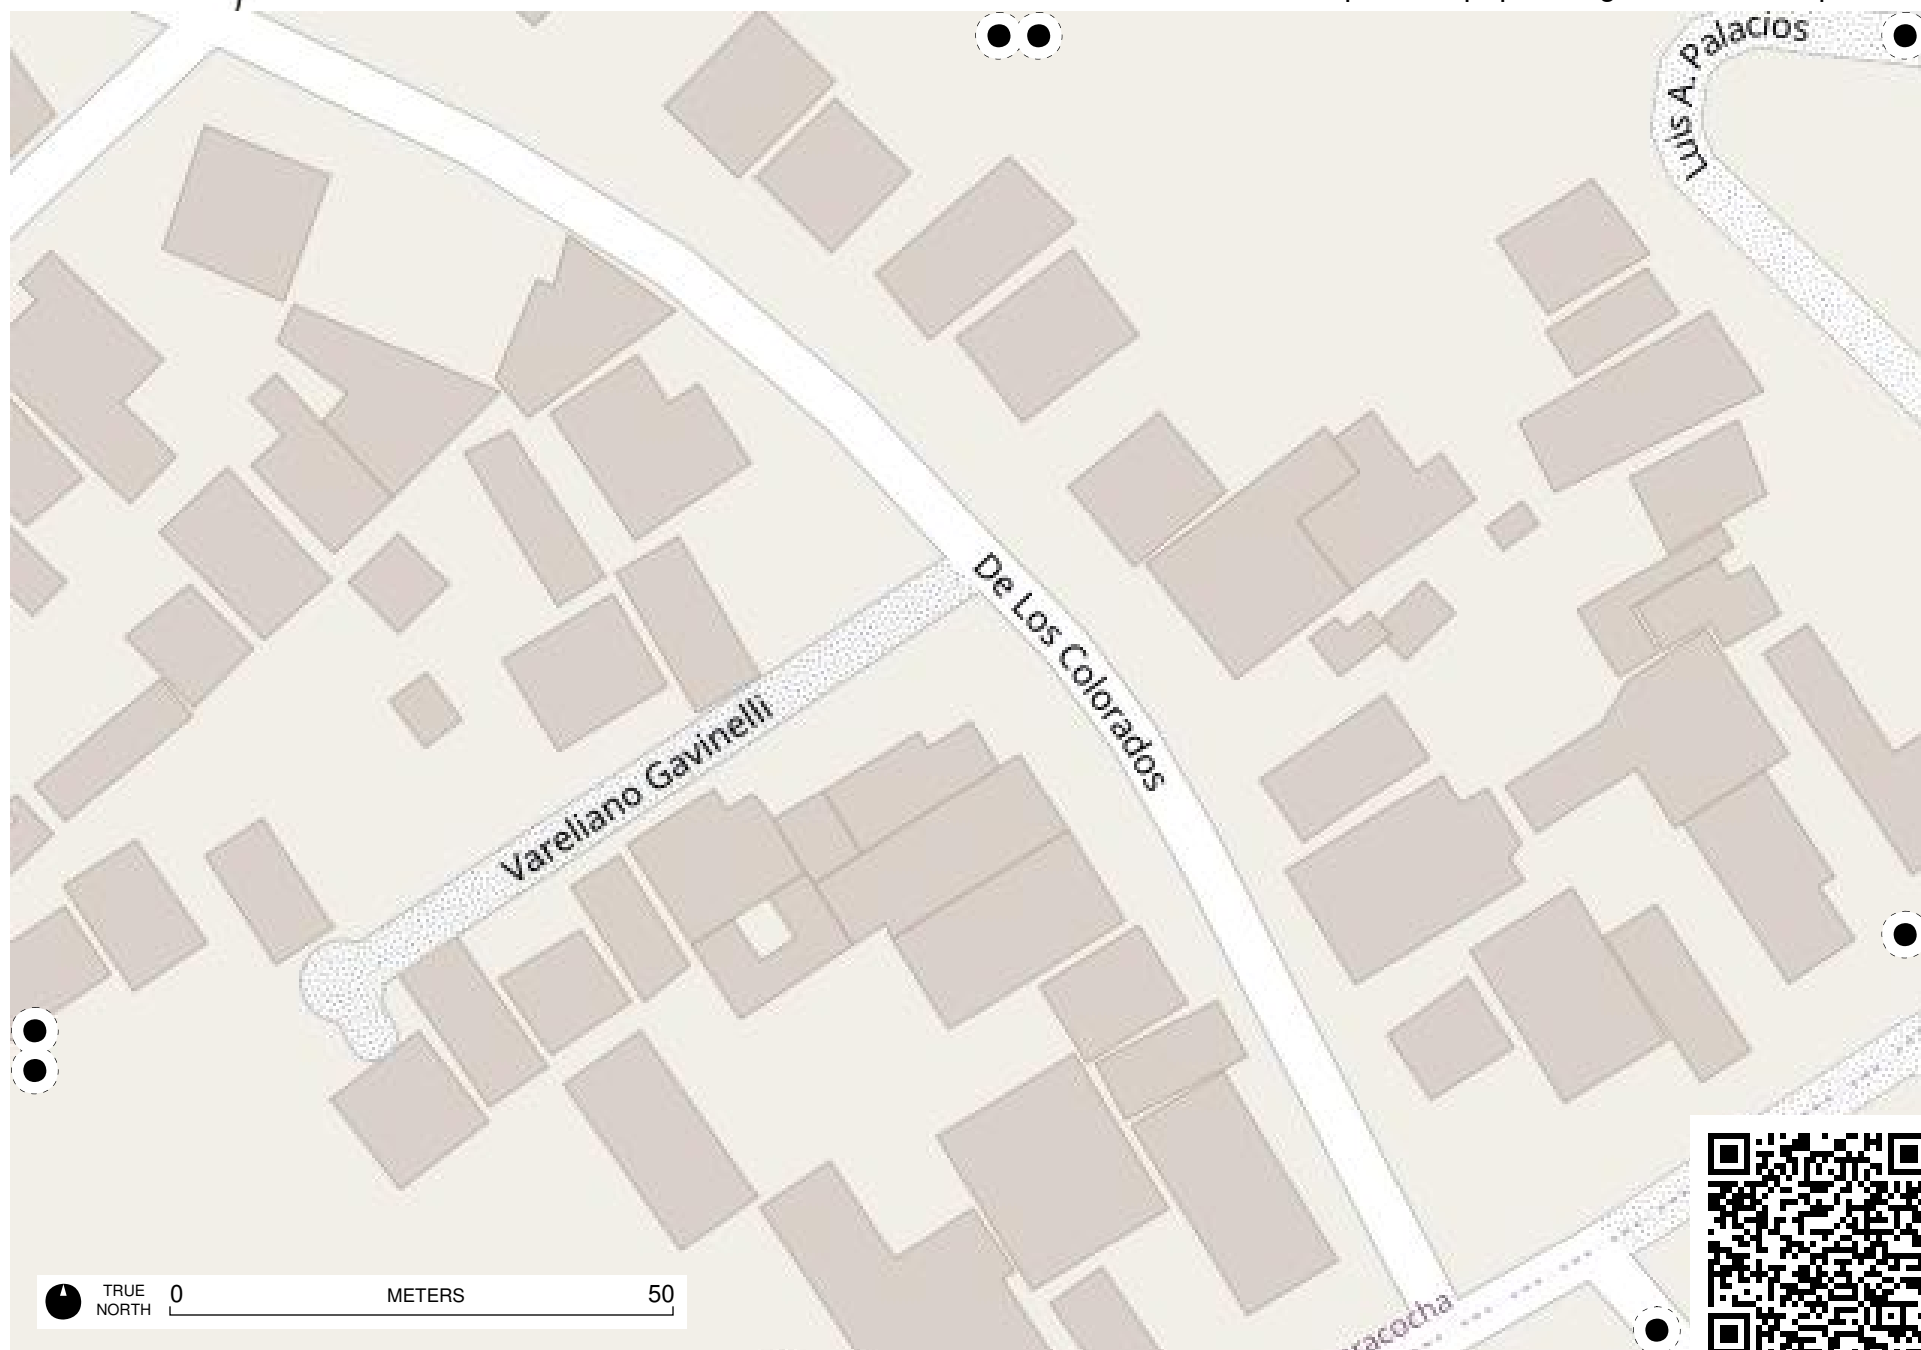 Luis A. Palacios
De Los Colorados
Vareliano Gavinelli
TRUE
NORTH
0 METERS 50